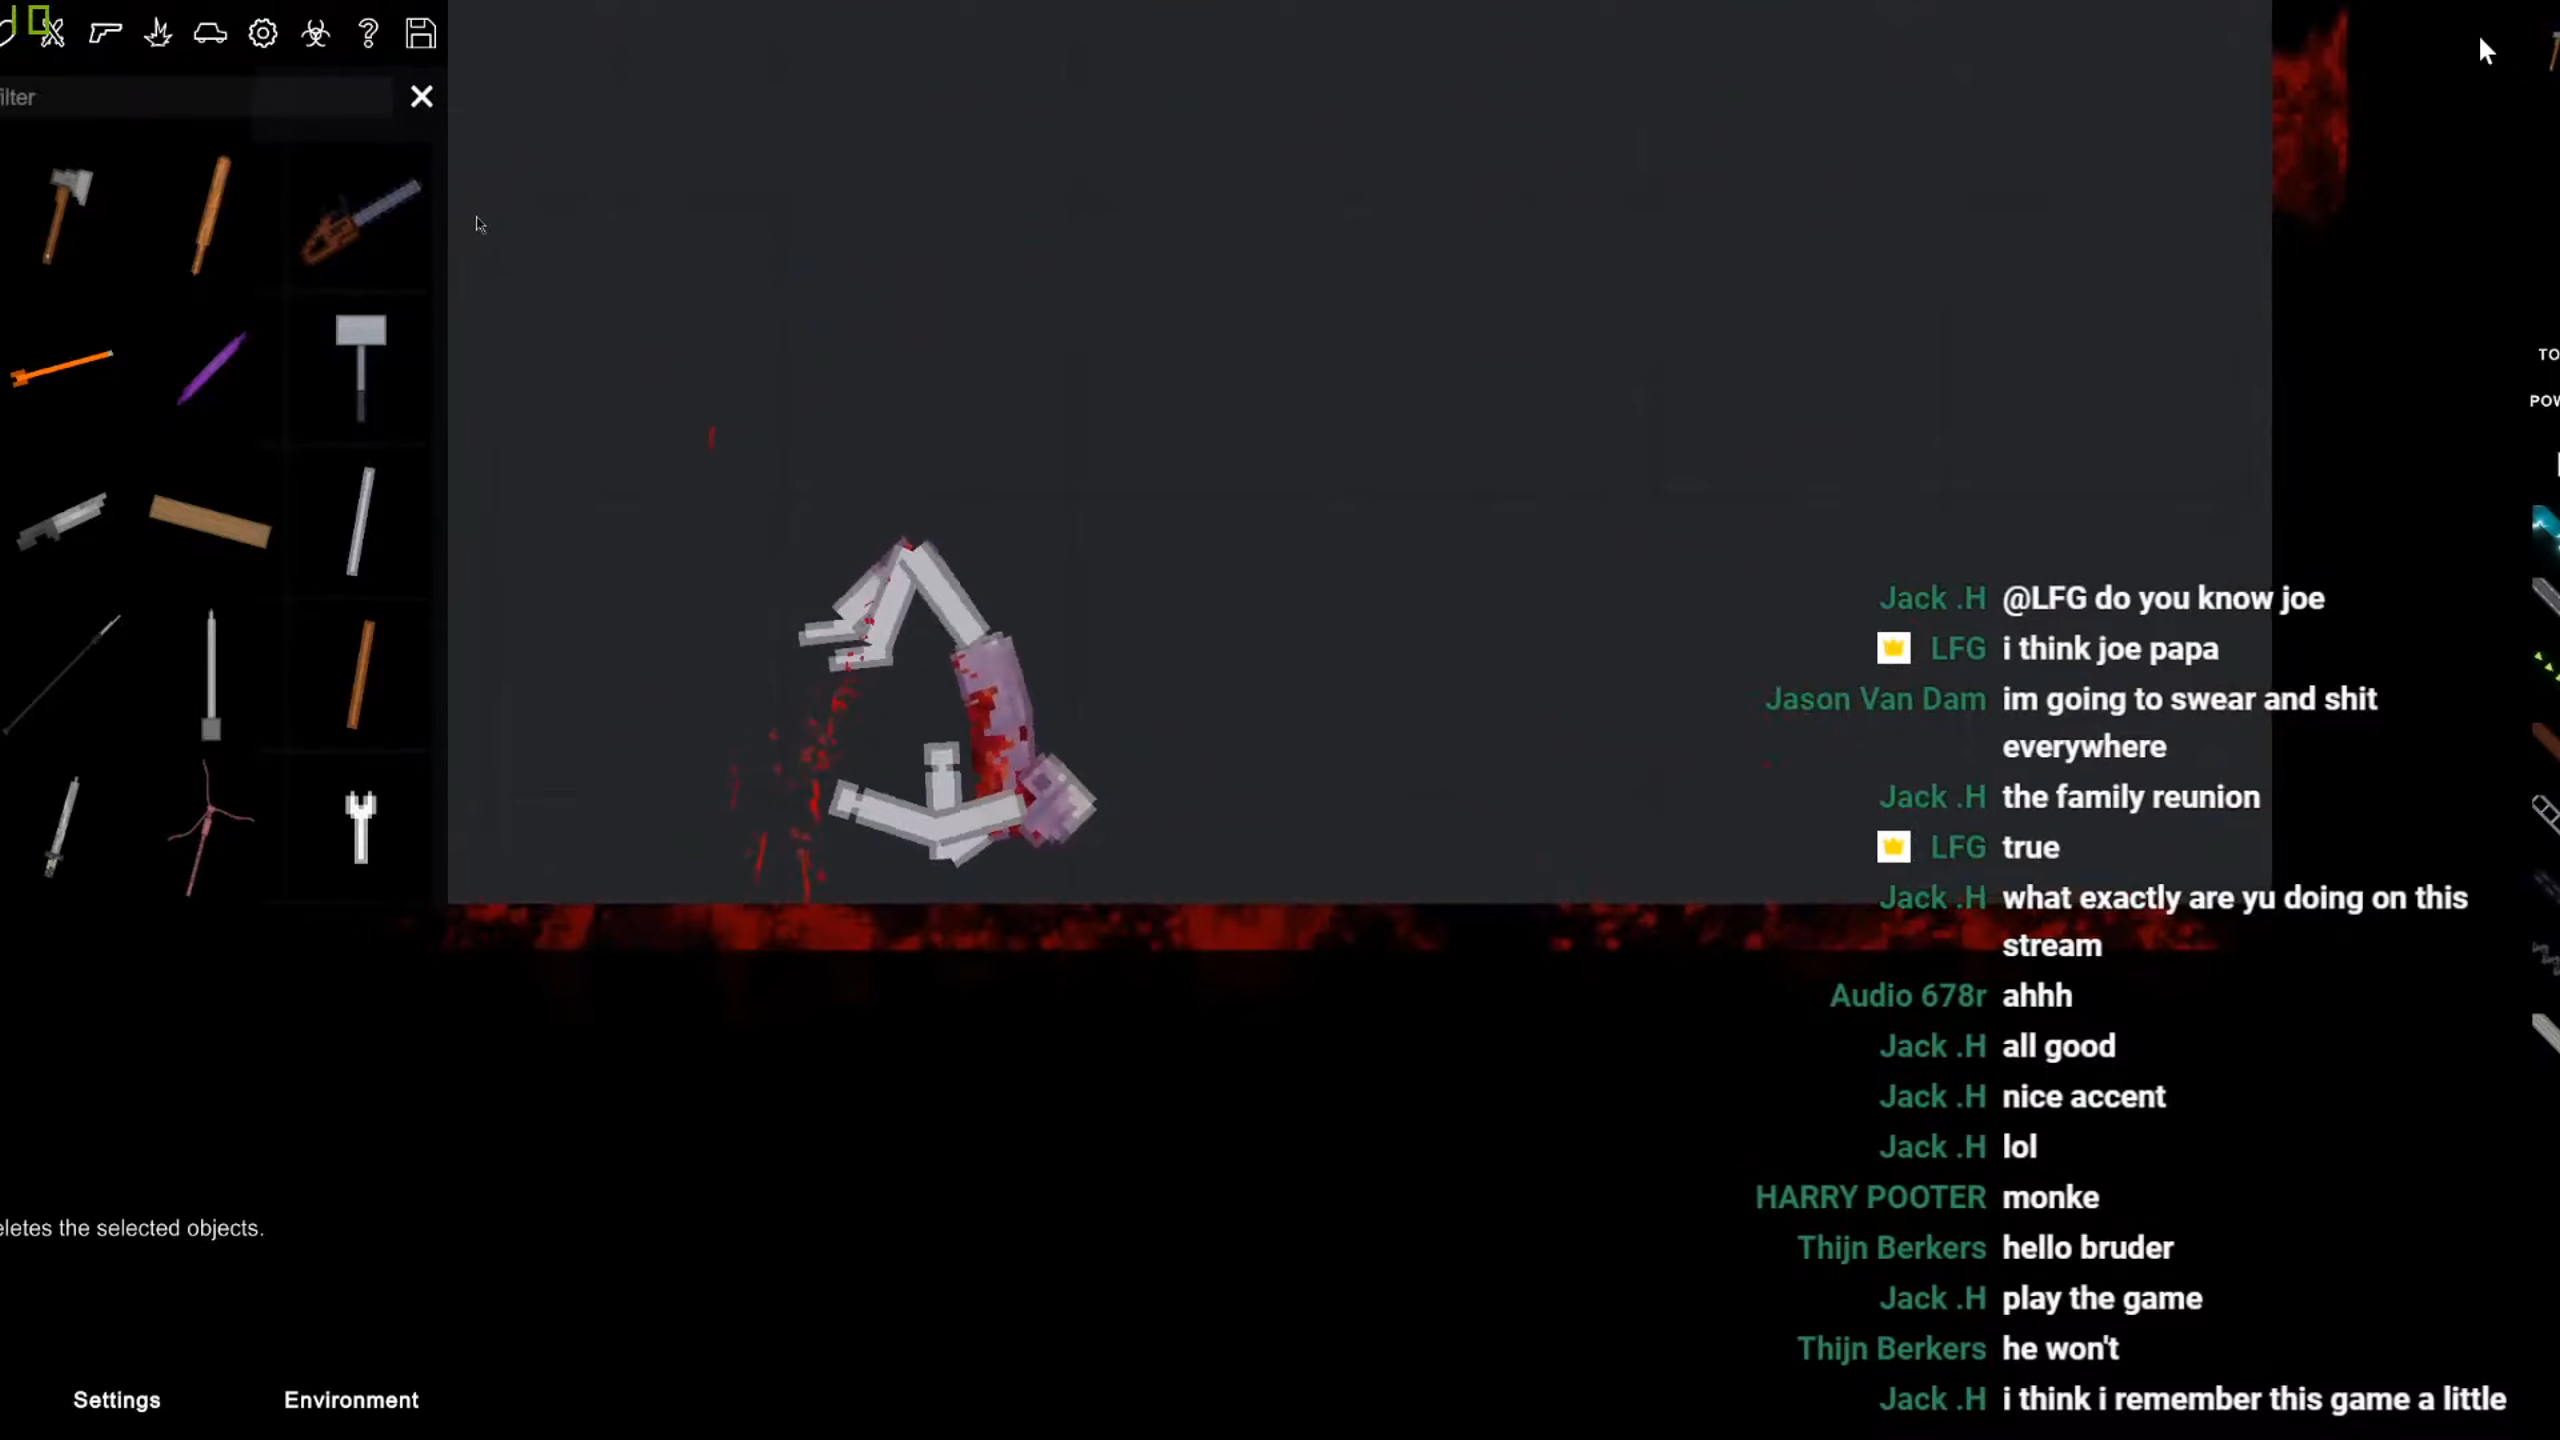 ilter
TO
POW
@LFG do you know joe
Jack .H
LFG i think joe papa
Jason Van Dam im going to swear and shit
everywhere
Jack .H the family reunion
LFG true
Jack .H what exactly are yu doing on this
stream
Audio 678r ahhh
Jack .H all good
Jack .H nice accent
Jack .H lol
HARRY POOTER monke
eletes the selected objects.
Thijn Berkers hello bruder
Jack .H play the game
Thijn Berkers he won't
Settings Environment
Jack .H i think i remember this game a little